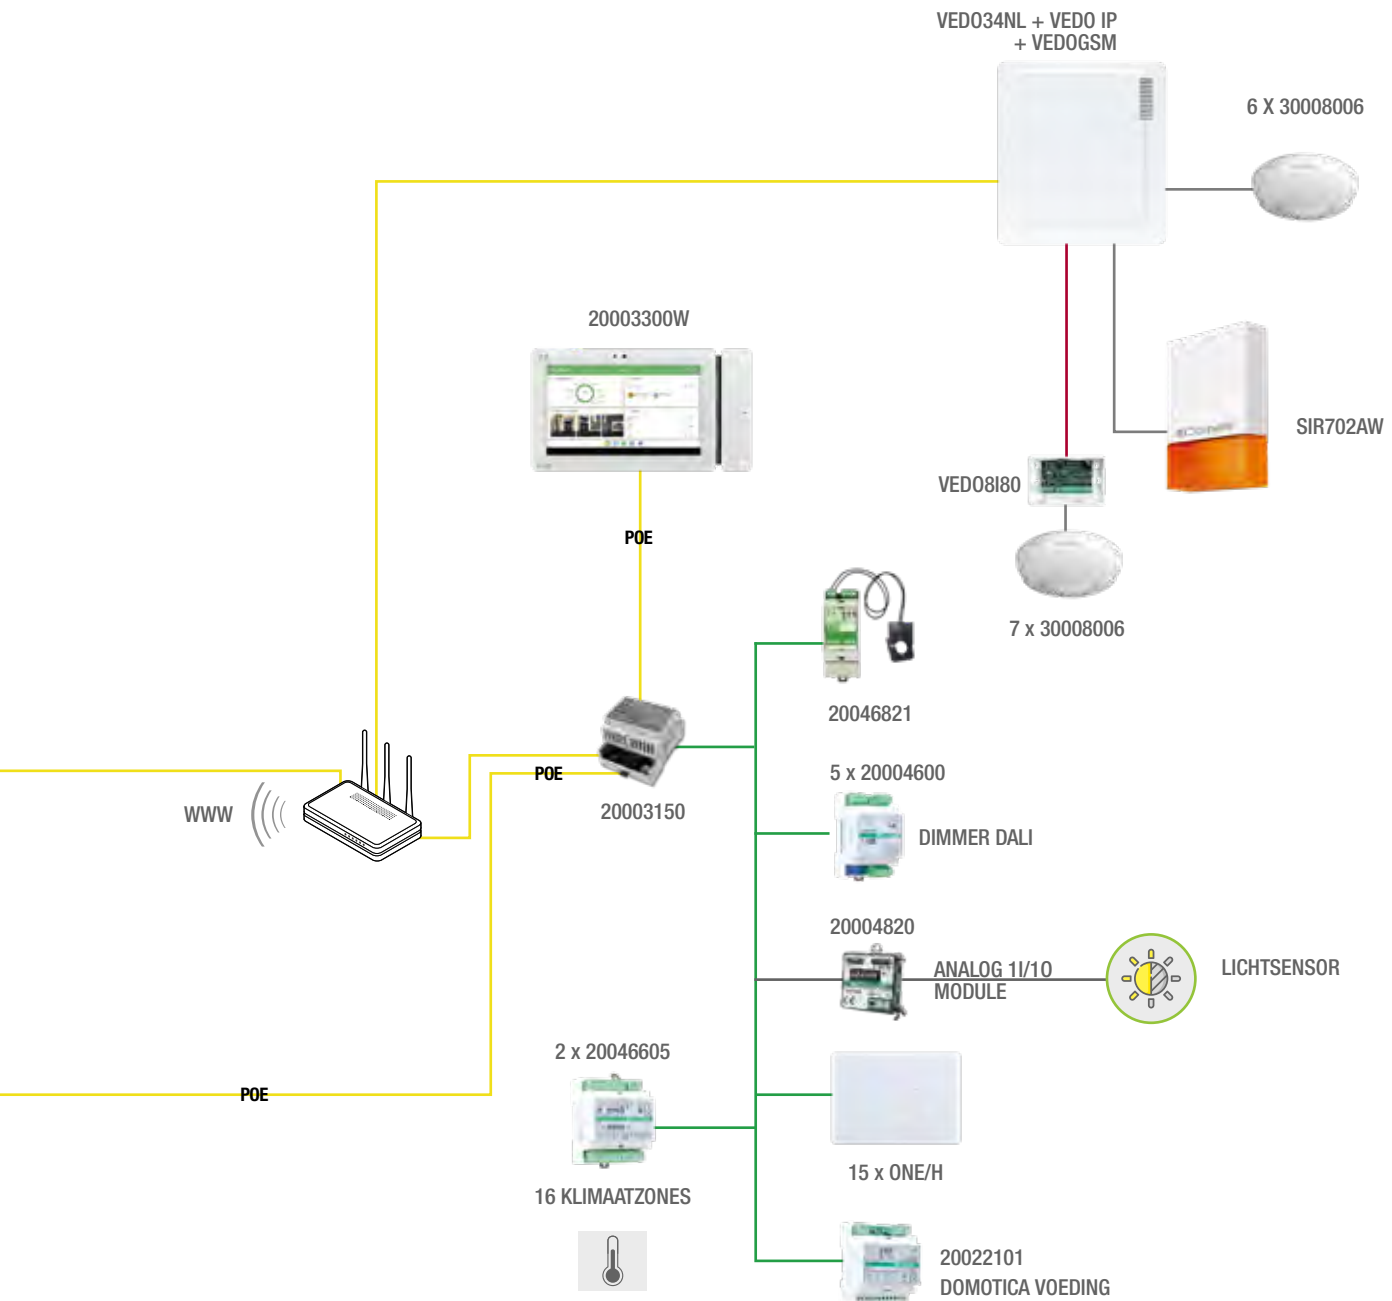 VEDO34NL + VEDO IP
+ VEDOGSM
6 X 30008006
20003300W
SIR702AW
VEDO8I80
POE
7 x 30008006
20046821
5 x 20004600
POE
WWW
20003150
DIMMER DALI
20004820
ANALOG 1I/1O
MODULE
LICHTSENSOR
2 x 20046605
POE
15 x ONE/H
16 KLIMAATZONES
20022101
DOMOTICA VOEDING